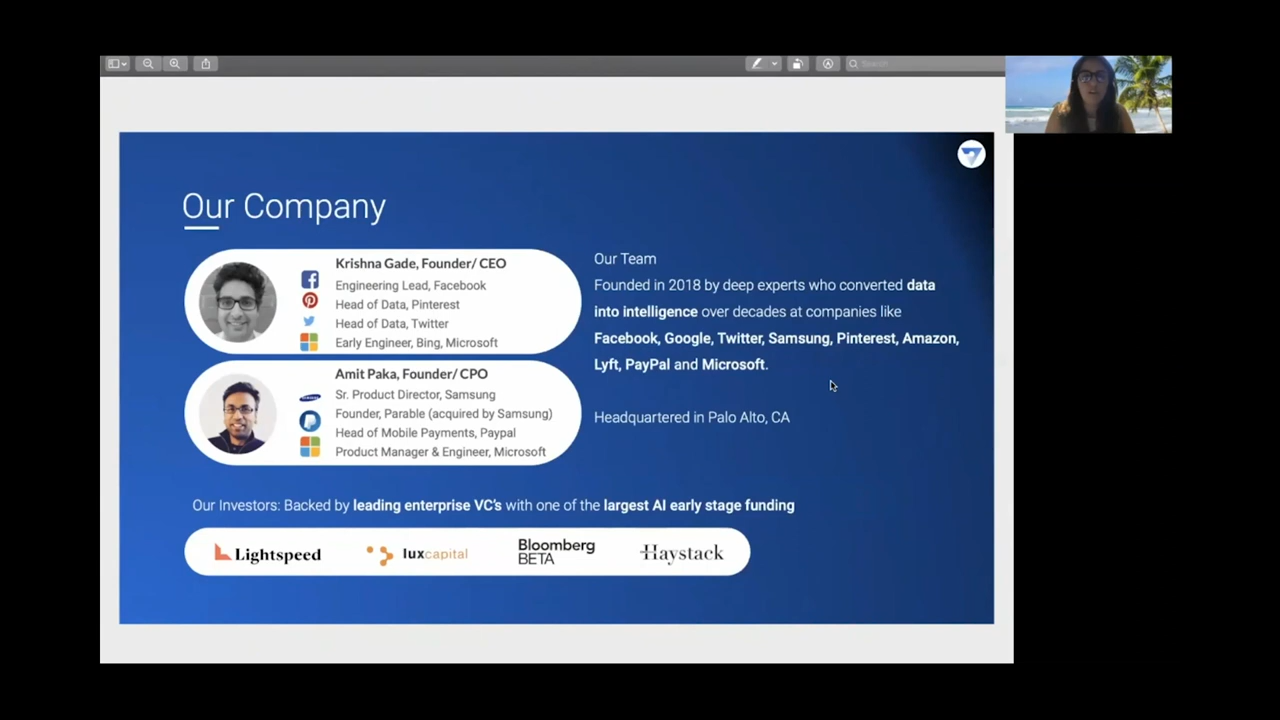 Search
Our Company
Krishna Gade, Founder/ CEO
Engineering Lead, Facebook
Head of Data, Pinterest
Head of Data, Twitter
Early Engineer, Bing, Microsoft
Amit Paka, Founder/ CPO
Sr. Product Director, Samsung
Founder, Parable (acquired by Samsung)
Head of Mobile Payments, Paypal
Product Manager & Engineer, Microsoft
Our Team
Founded in 2018 by deep experts who converted data
into intelligence over decades at companies like
Facebook, Google, Twitter, Samsung, Pinterest, Amazon,
Lyft, PayPal and Microsoft.
Headquartered in Palo Alto, CA
Our Investors: Backed by leading enterprise VC's with one of the largest AI early stage funding
Lightspeed
luxcapital
Bloomberg
BETA
Haystack